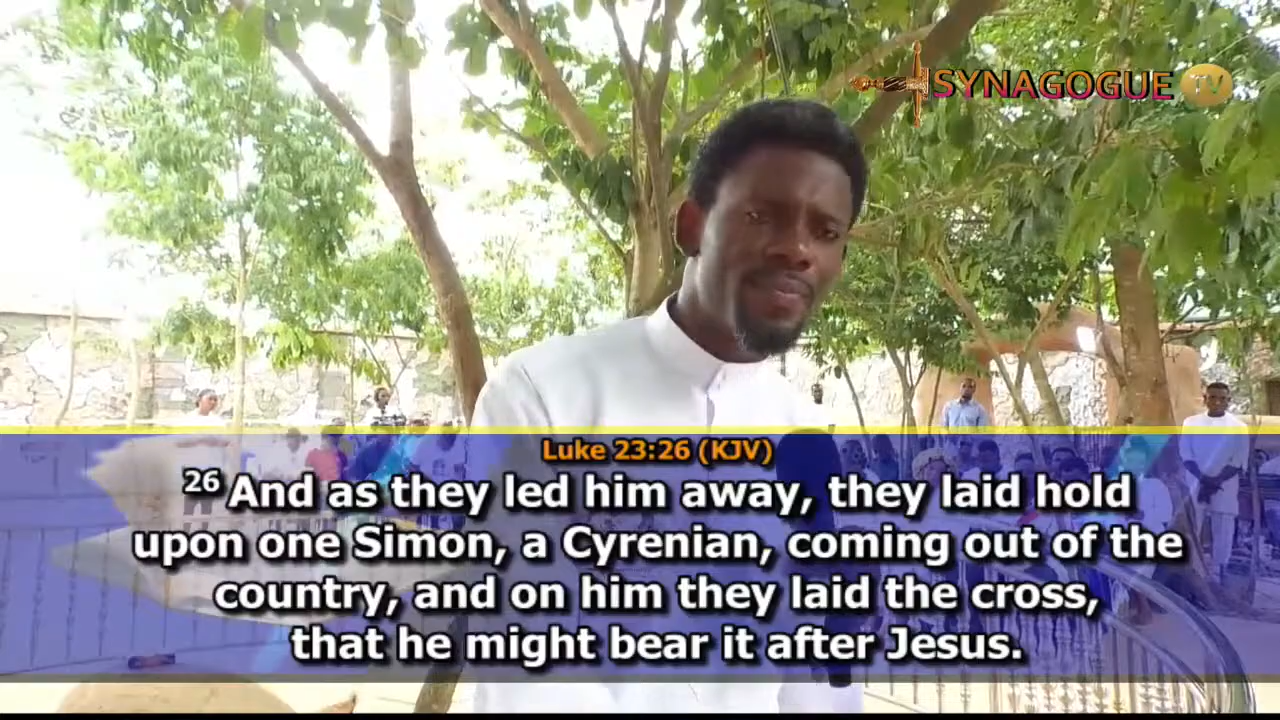 SYNAGOGUE TV
Luke 23:26 (KJV)
26 And as they led him away, they laid hold
upon one Simon, a Cyrenian, coming out of the
country, and on him they laid the cross,
that he might bear it after Jesus.